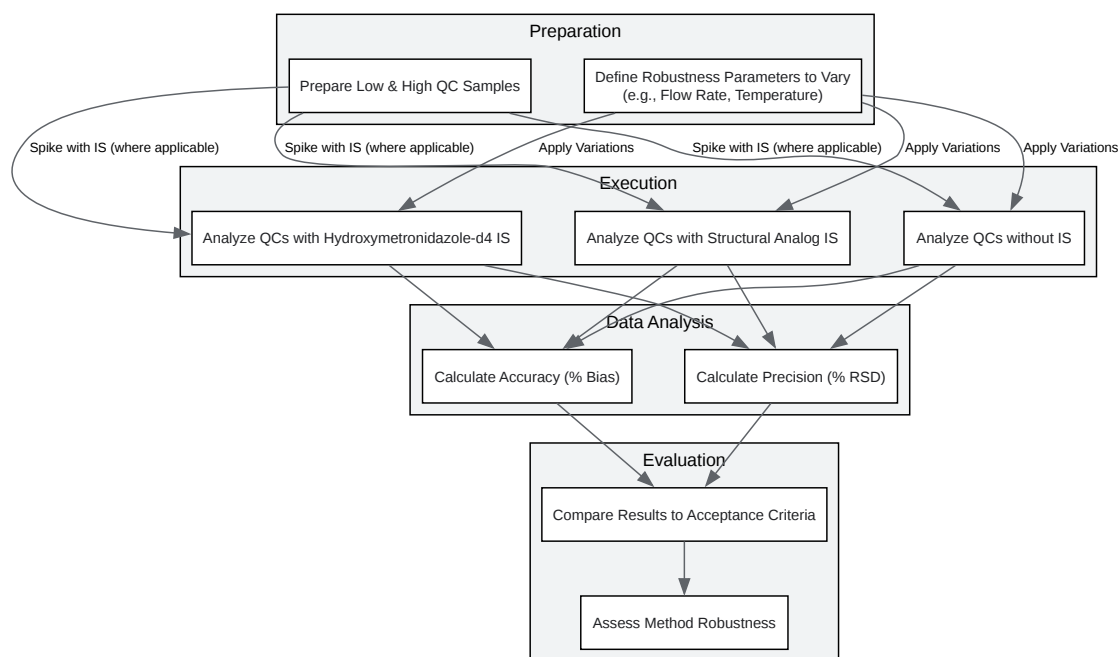 Preparation
Prepare Low & High QC Samples
Define Robustness Parameters to Vary
(e.g., Flow Rate, Temperature)
Spike with IS (where applicable)
Spike with IS (where applicable)
Apply Variations
Spike with IS (where applicable)
Apply Variations
Apply Variations
Execution
Analyze QCs with Hydroxymetronidazole-d4 IS
Analyze QCs with Structural Analog IS
Analyze QCs without IS
Data Analysis
Calculate Accuracy (% Bias)
Calculate Precision (% RSD)
Evaluation
Compare Results to Acceptance Criteria
Assess Method Robustness